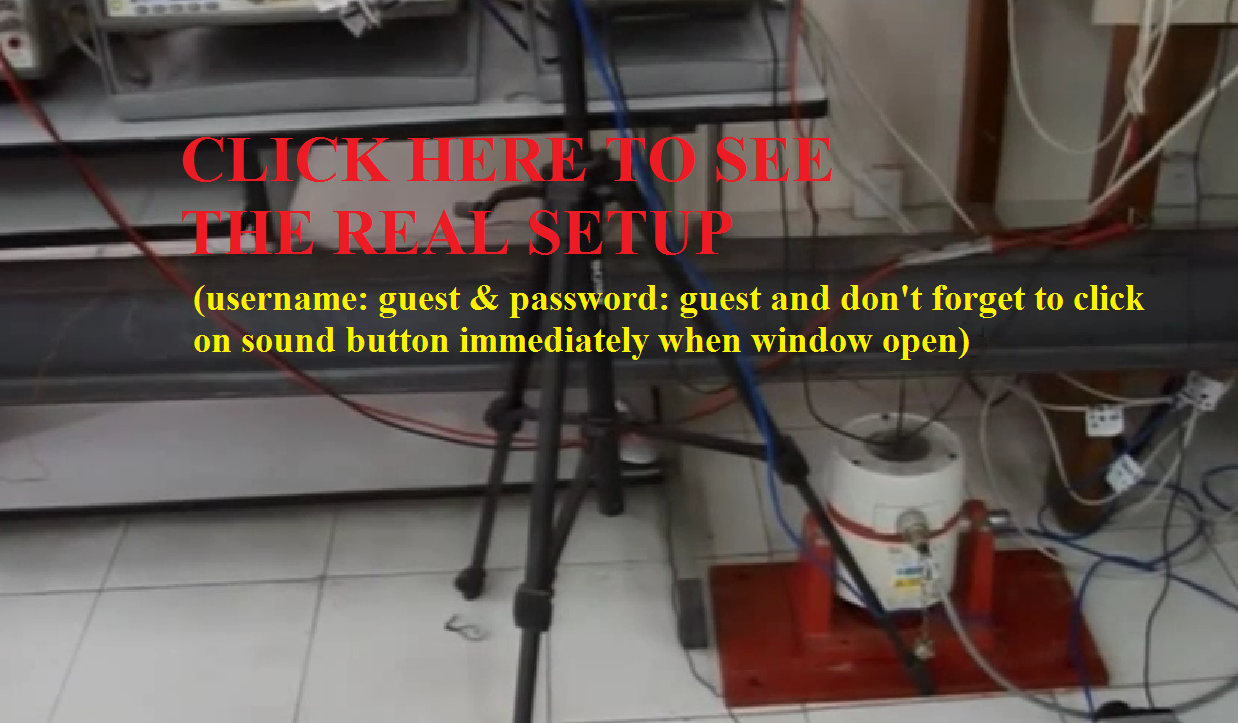 CLICK HERE TO SEE
THE REAL SETUP
(username: guest & password: guest and don't forget to click
on sound button immediately when window open)